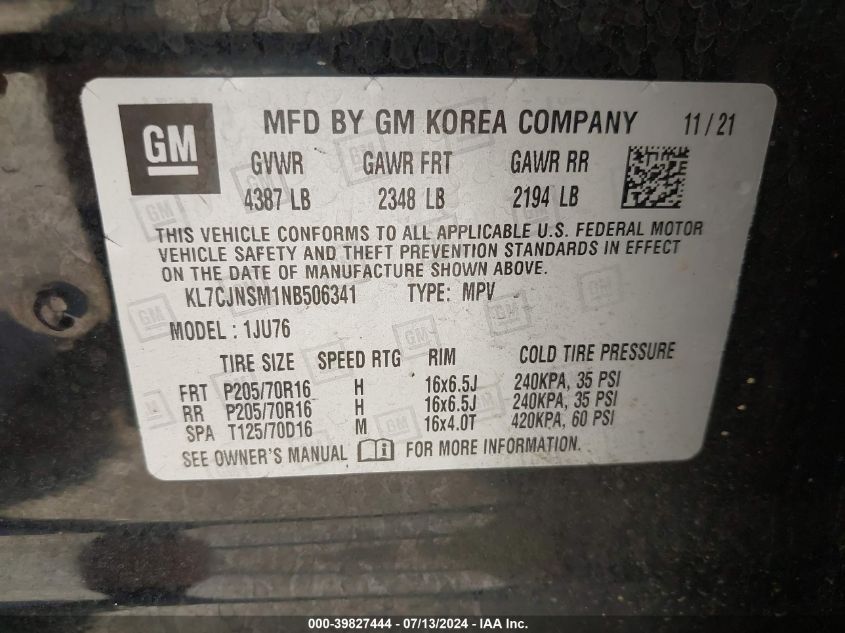 GM MFD BY GM KOREA COMPANY 11/21
GVWR GAWR FRT GAWR RR
4387 LB 2348 LB 2194 LB
THIS VEHICLE CONFORMS TO ALL APPLICABLE U.S. FEDERAL MOTOR
VEHICLE SAFETY AND THEFT PREVENTION STANDARDS IN EFFECT
ON THE DATE OF MANUFACTURE SHOWN ABOVE.
KL7CJNSM1NB506341 TYPE: MPV
MODEL : 1JU76
TIRE SIZE SPEED RTG RIM COLD TIRE PRESSURE
FRT P205/70R16 H 16x6.5J 240KPA, 35 PSI
RR P205/70R16 H 16x6.5J 240KPA, 35 PSI
SPA T125/70D16 M 16x4.0T 420KPA, 60 PSI
SEE OWNER'S MANUAL FOR MORE INFORMATION.
000-39827444 - 07/13/2024 - IAA Inc.